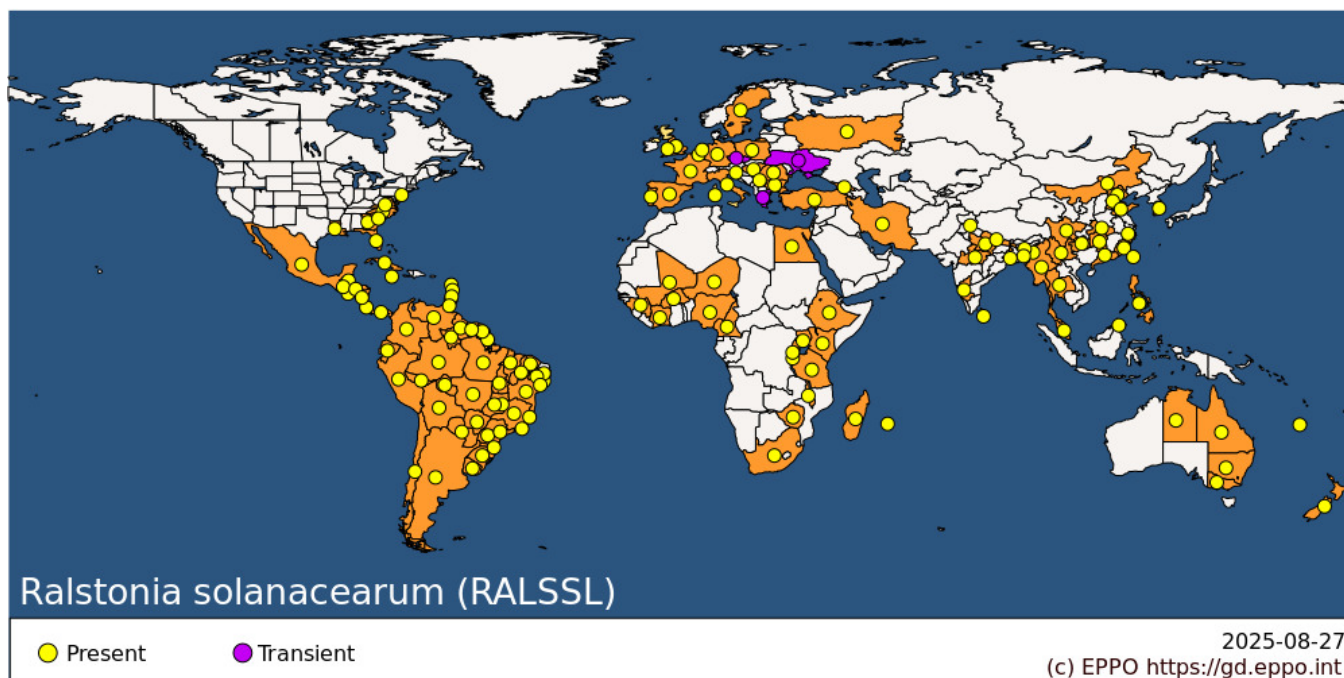 Ralstonia solanacearum (RALSSL)
Present
Transient
2025-08-27
(c) EPPO https://gd.eppo.int